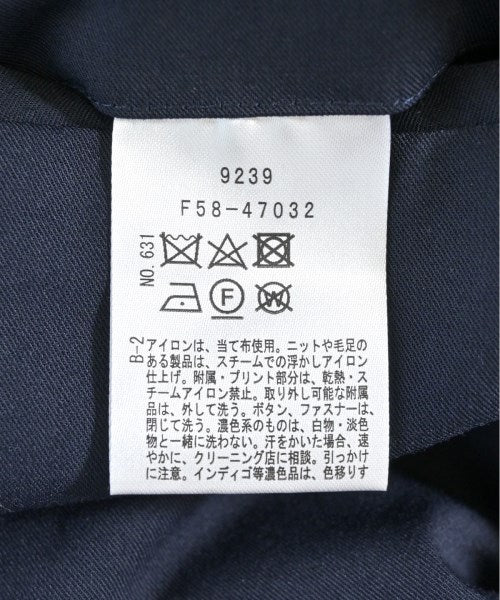 9239
F58-47032
NO. 631
F
W
B-2
アイロンは、当て布使用。ニットや毛足の
ある製品は、スチームでの浮かしアイロン
仕上げ。附属・プリント部分は、乾熱・ス
チームアイロン禁止。取り外し可能な附属
品は、外して洗う。ボタン、ファスナーは、
閉じて洗う。濃色系のものは、白物・淡色
物と一緒に洗わない。汗をかいた場合、速
やかに、クリーニング店に相談。引っかけ
に注意。インディゴ等濃色品は、色移りす